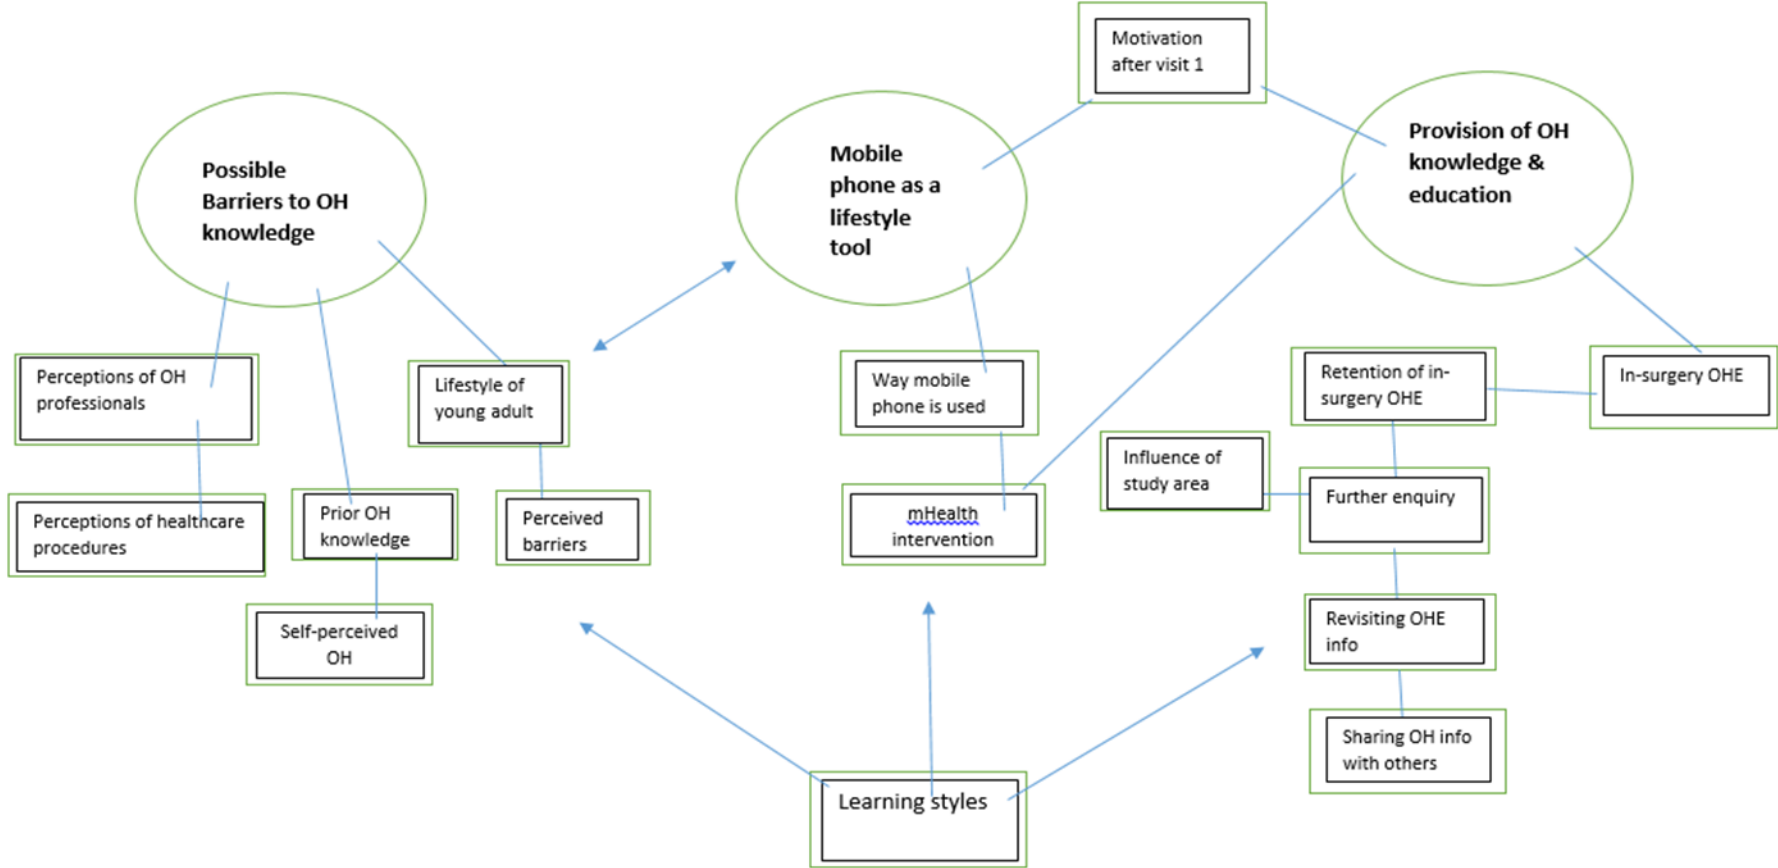 Motivation
after visit 1
Possible
Barriers to OH
knowledge
Mobile
phone as a
lifestyle
tool
Provision of OH
knowledge &
education
Perceptions of OH
professionals
Lifestyle of
young adult
Way mobile
phone is used
Retention of in-
surgery OHE
In-surgery OHE
Influence of
study area
Further enquiry
Perceptions of healthcare
procedures
Prior OH
knowledge
Perceived
barriers
mHealth
intervention
Self-perceived
OH
Revisiting OHE
info
Sharing OH info
with others
Learning styles